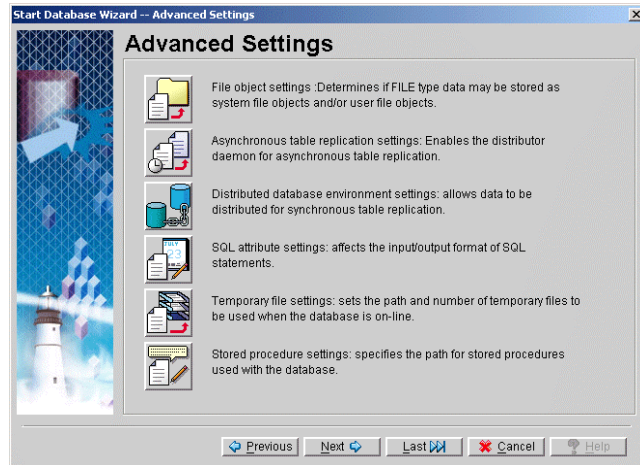 Start Database Wizard -- Advanced Settings
Advanced Settings
File object settings :Determines if FILE type data may be stored as
system file objects and/or user file objects.
Asynchronous table replication settings: Enables the distributor
daemon for asynchronous table replication.
Distributed database environment settings: allows data to be
distributed for synchronous table replication.
JULY
23
SQL attribute settings: affects the input/output format of SQL
statements.
Temporary file settings: sets the path and number of temporary files to
be used when the database is on-line.
Stored procedure settings: specifies the path for stored procedures
used with the database.
Previous Next Last Cancel Help